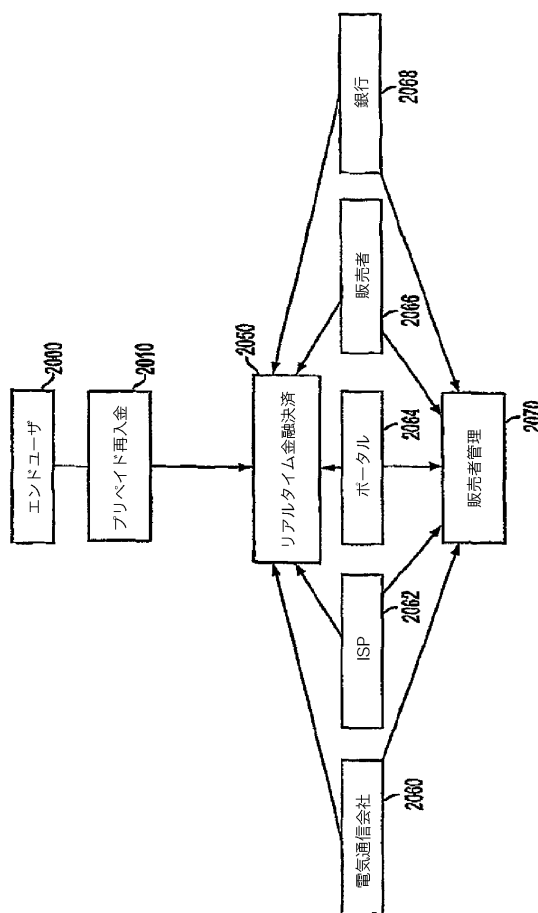 エンドユーザ
2000
プリペイド再入金
2010
リアルタイム金融決済
2050
電気通信会社
2060
ISP
2062
ポータル
2064
販売者
2066
銀行
2068
販売者管理
2070